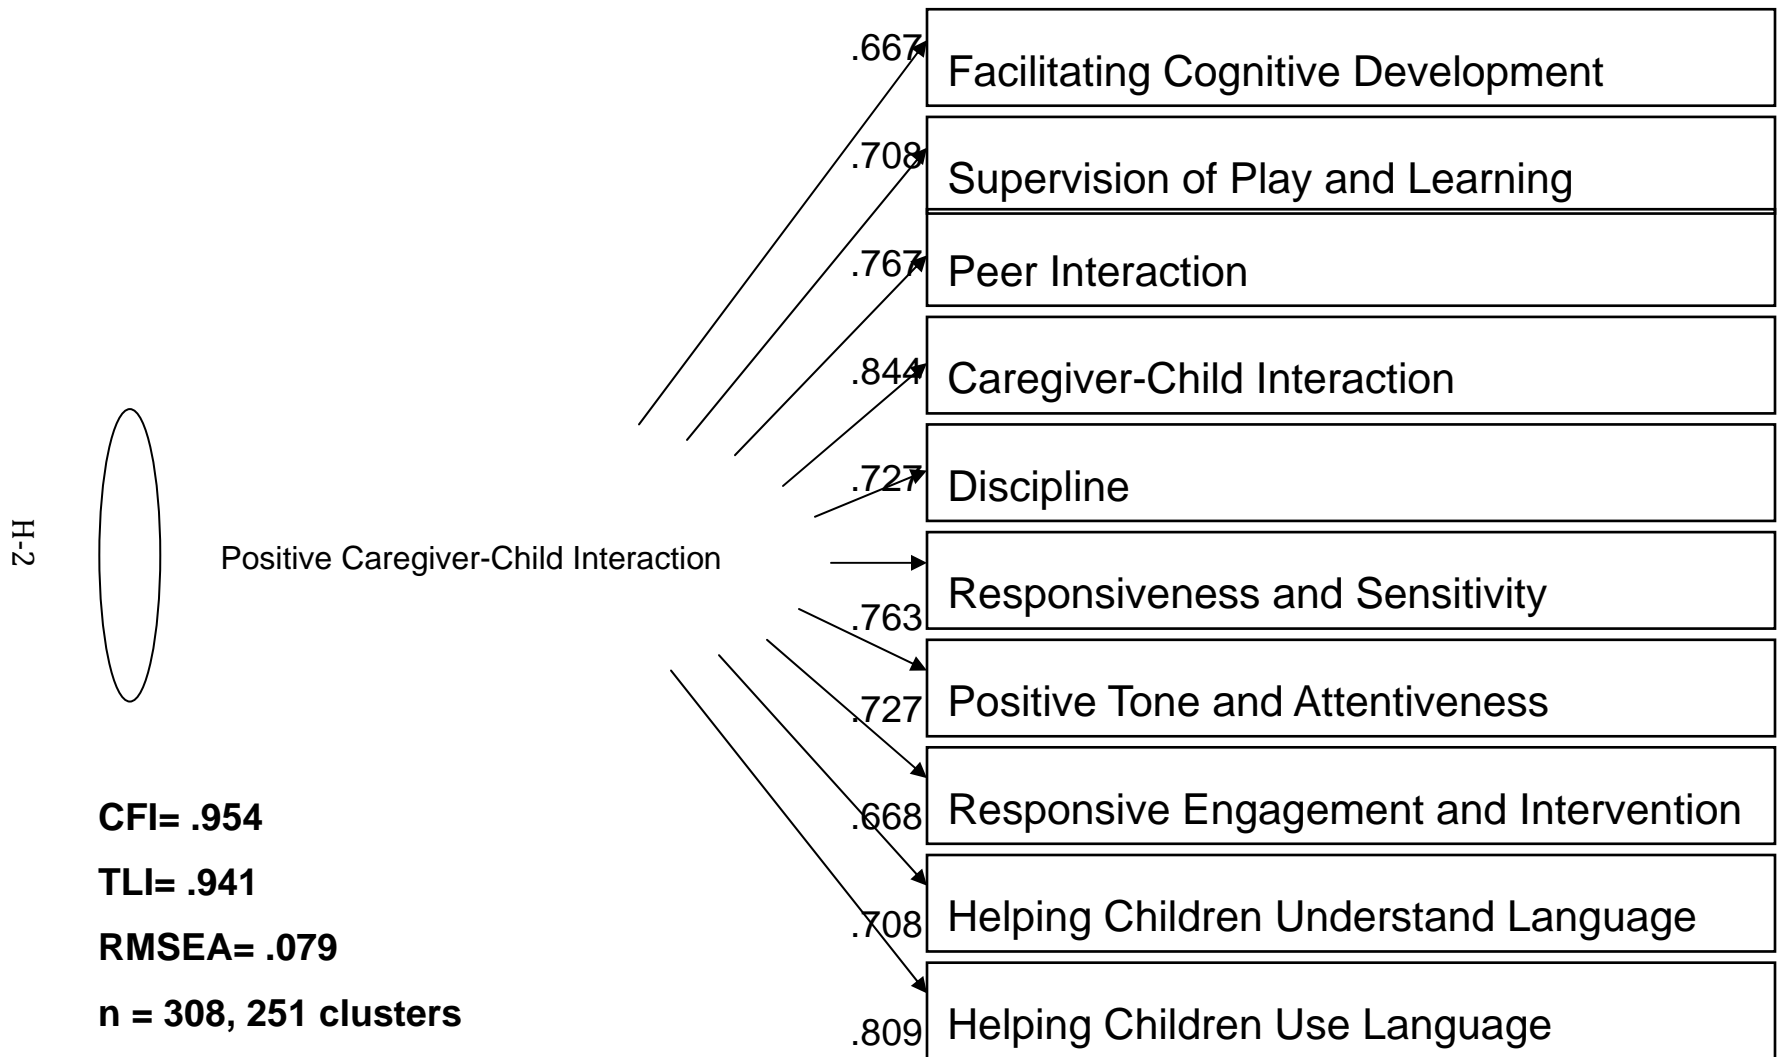 .667
Facilitating Cognitive Development
.708
Supervision of Play and Learning
.767
Peer Interaction
.844
Caregiver-Child Interaction
.727
Discipline
Responsiveness and Sensitivity
.763
Positive Tone and Attentiveness
.727
Responsive Engagement and Intervention
.668
Helping Children Understand Language
.708
Helping Children Use Language
.809
Positive Caregiver-Child Interaction
H-2
CFI= .954
TLI= .941
RMSEA= .079
n = 308, 251 clusters